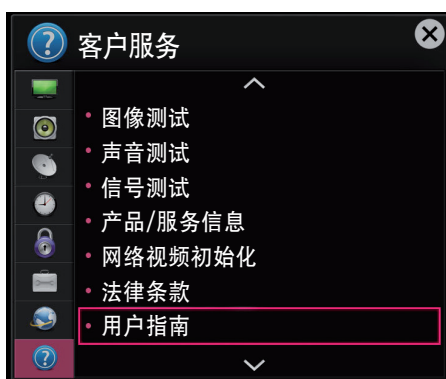 客户服务
图像测试
声音测试
信号测试
产品/服务信息
网络视频初始化
法律条款
用户指南